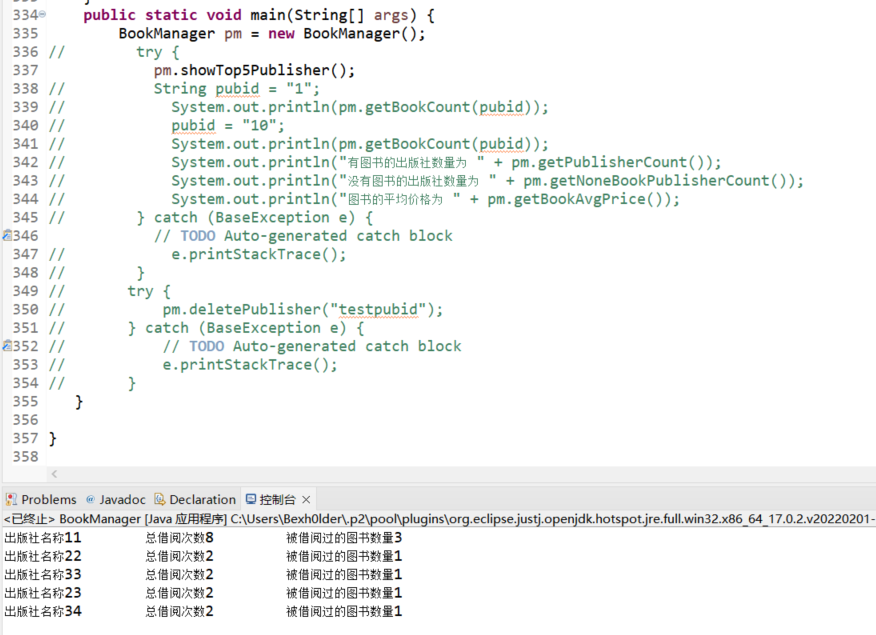 334 public static void main(String[] args) {
335 BookManager pm = new BookManager();
336 // try {
337 pm.showTop5Publisher();
338 // String pubid = "1";
339 // System.out.println(pm.getBookCount(pubid));
340 // pubid = "10";
341 // System.out.println(pm.getBookCount(pubid));
342 // System.out.println("有图书的出版社数量为 " + pm.getPublisherCount());
343 // System.out.println("没有图书的出版社数量为 " + pm.getNoneBookPublisherCount());
344 // System.out.println("图书的平均价格为 " + pm.getBookAvgPrice());
345 // } catch (BaseException e) {
346 // TODO Auto-generated catch block
347 // e.printStackTrace();
348 // }
349 // try {
350 // pm.deletePublisher("testpubid");
351 // } catch (BaseException e) {
352 // // TODO Auto-generated catch block
353 // e.printStackTrace();
354 // }
355 }
356
357 }
358
Problems Javadoc Declaration 控制台
<已终止> BookManager [Java 应用程序] C:\Users\Bexh0lder\.p2\pool\plugins\org.eclipse.justj.openjdk.hotspot.jre.full.win32.x86_64_17.0.2.v20220201-
出版社名称11 总借阅次数8 被借阅过的图书数量3
出版社名称22 总借阅次数2 被借阅过的图书数量1
出版社名称33 总借阅次数2 被借阅过的图书数量1
出版社名称23 总借阅次数2 被借阅过的图书数量1
出版社名称34 总借阅次数2 被借阅过的图书数量1